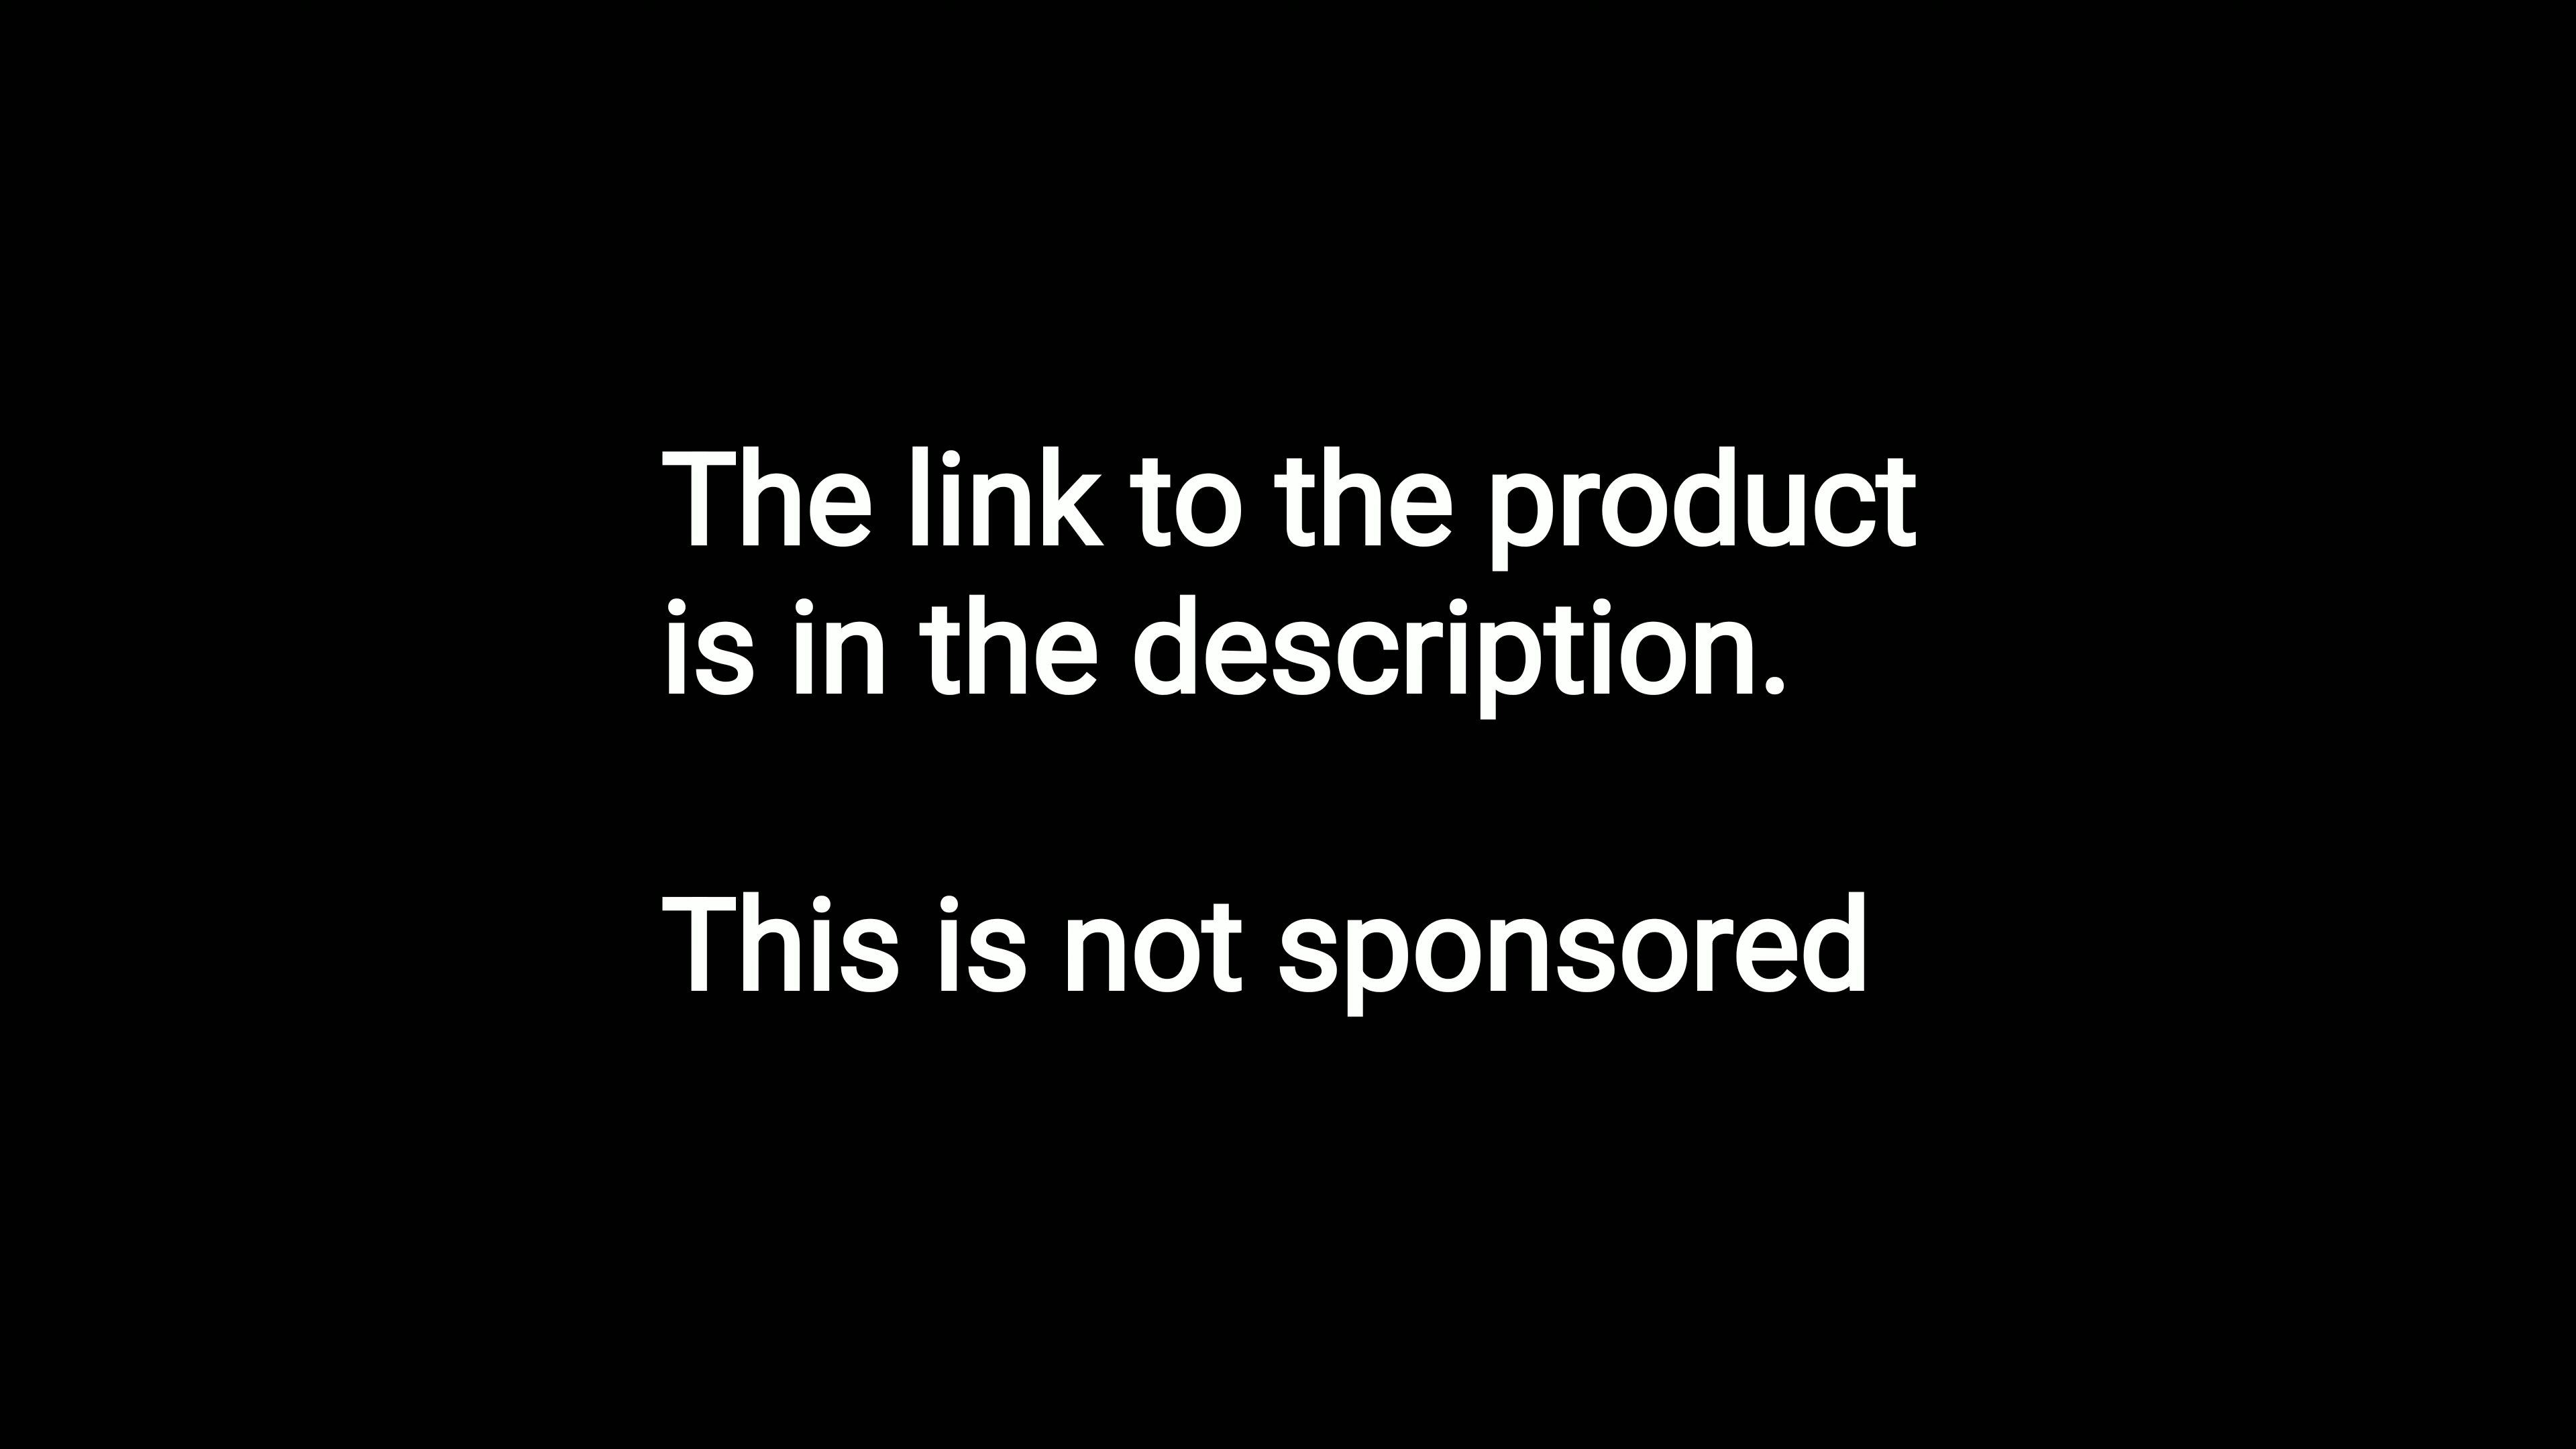 The link to the product
is in the description.
This is not sponsored